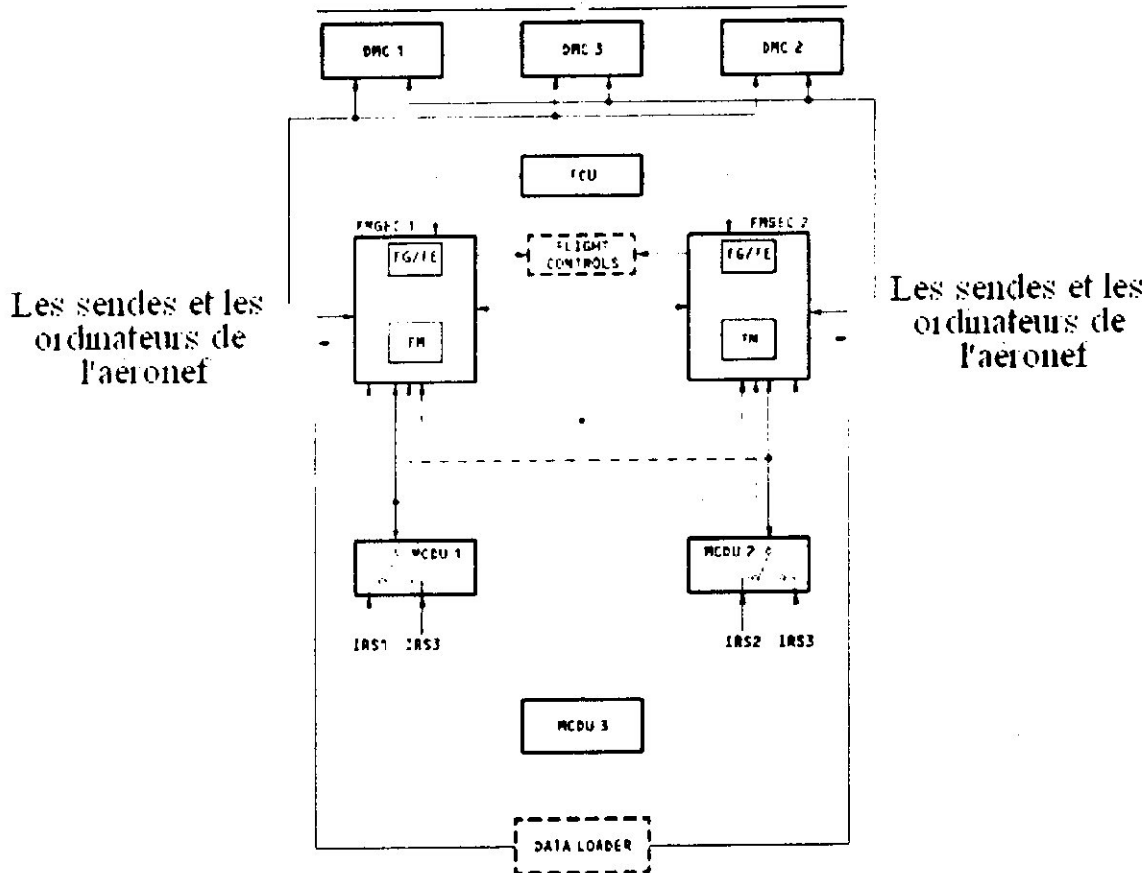 DMC 1
DMC 3
DMC 2
FCU
FMGEC 1
FMGEC 2
FG/FE
FLIGHT
CONTROLS
FG/FE
Les sendes et les
ordinateurs de
l'aéronef
Les sendes et les
ordinateurs de
l'aéronef
FM
FM
MCDU 1
MCDU 2
IRS1 IRS3
IRS2 IRS3
MCDU 3
DATA LOADER